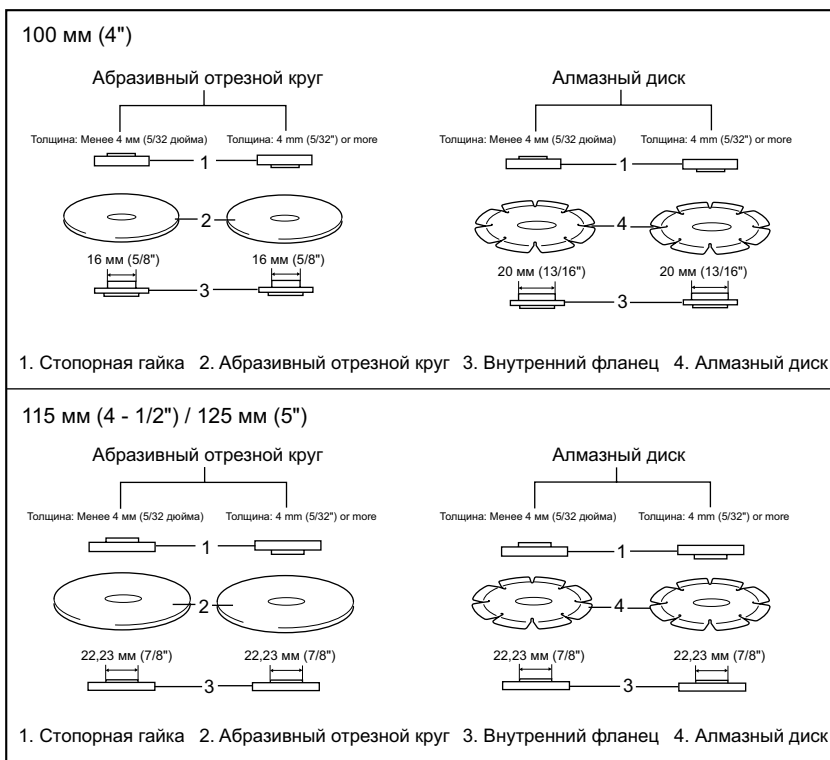 100 мм (4")
Абразивный отрезной круг Алмазный диск
Толщина: Менее 4 мм (5/32 дюйма) Толщина: 4 mm (5/32") or more Толщина: Менее 4 мм (5/32 дюйма) Толщина: 4 mm (5/32") or more
1 1
2 4
16 мм (5/8") 16 мм (5/8") 20 мм (13/16") 20 мм (13/16")
3 3
1. Стопорная гайка 2. Абразивный отрезной круг 3. Внутренний фланец 4. Алмазный диск
115 мм (4 - 1/2") / 125 мм (5")
Абразивный отрезной круг Алмазный диск
Толщина: Менее 4 мм (5/32 дюйма) Толщина: 4 mm (5/32") or more Толщина: Менее 4 мм (5/32 дюйма) Толщина: 4 mm (5/32") or more
1 1
2 4
22,23 мм (7/8") 22,23 мм (7/8") 22,23 мм (7/8") 22,23 мм (7/8")
3 3
1. Стопорная гайка 2. Абразивный отрезной круг 3. Внутренний фланец 4. Алмазный диск